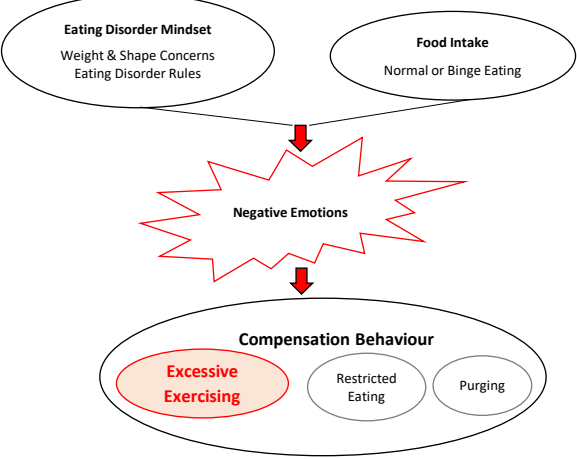 Eating Disorder Mindset
Weight & Shape Concerns
Eating Disorder Rules
Food Intake
Normal or Binge Eating
Negative Emotions
Compensation Behaviour
Excessive
Exercising
Restricted
Eating
Purging